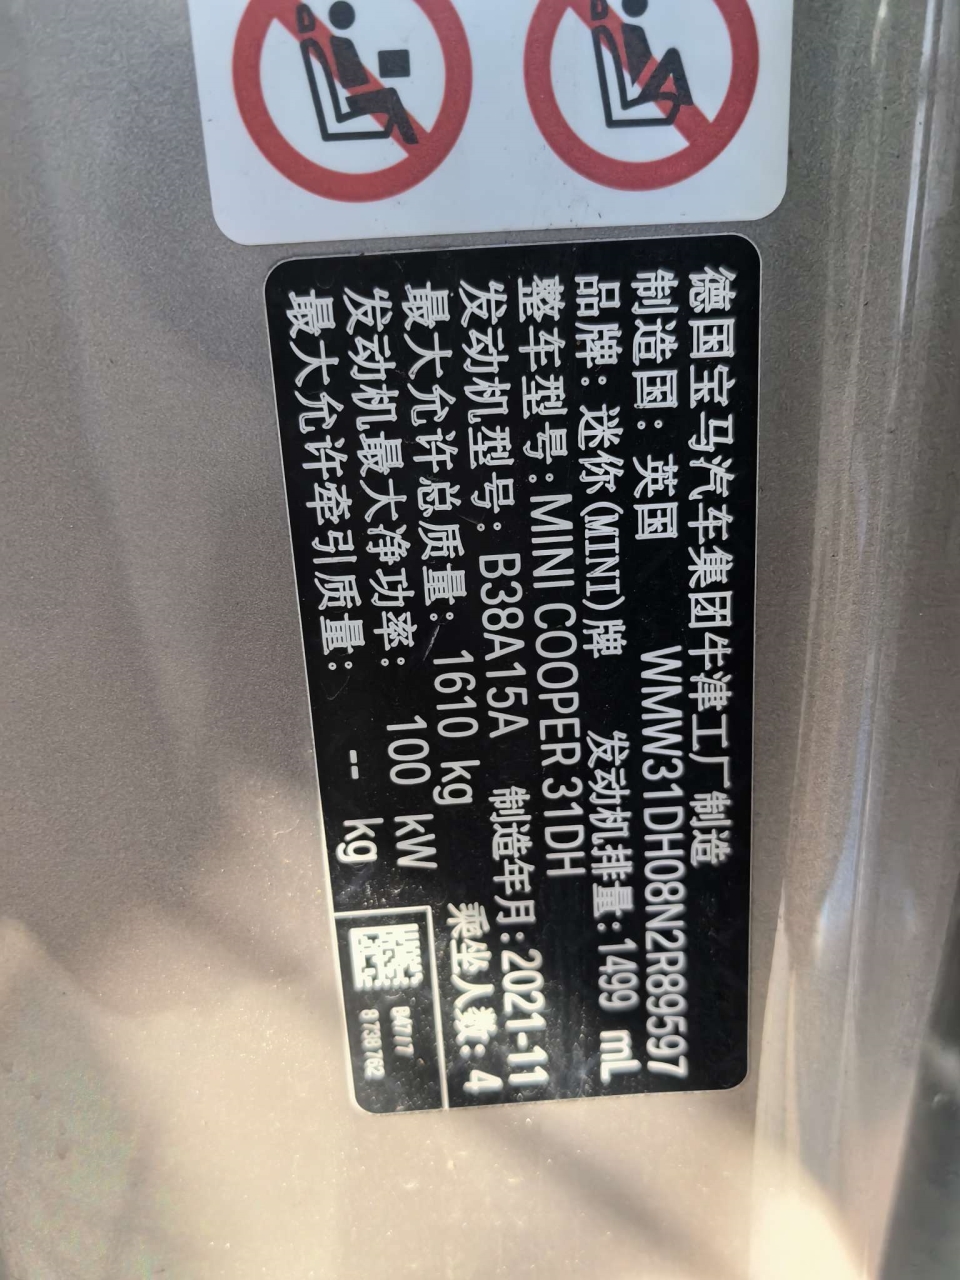 德国宝马汽车集团牛津工厂制造
制造国：英国 WMW31DH08N2R89597
品牌：迷你(MINI)牌 发动机排量：1499 mL
整车型号：MINI COOPER 31DH
发动机型号：B38A15A 制造年月：2021-11
最大允许总质量：1610 kg 乘坐人数：4
发动机最大净功率：100 kW
最大允许牵引质量：-- kg
8738762